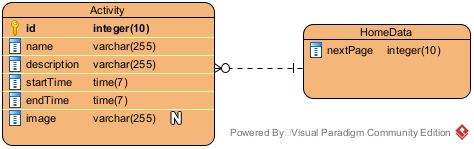 Activity
id integer(10)
name varchar(255)
description varchar(255)
startTime time(7)
endTime time(7)
image varchar(255) N
HomeData
nextPage integer(10)
Powered By Visual Paradigm Community Edition